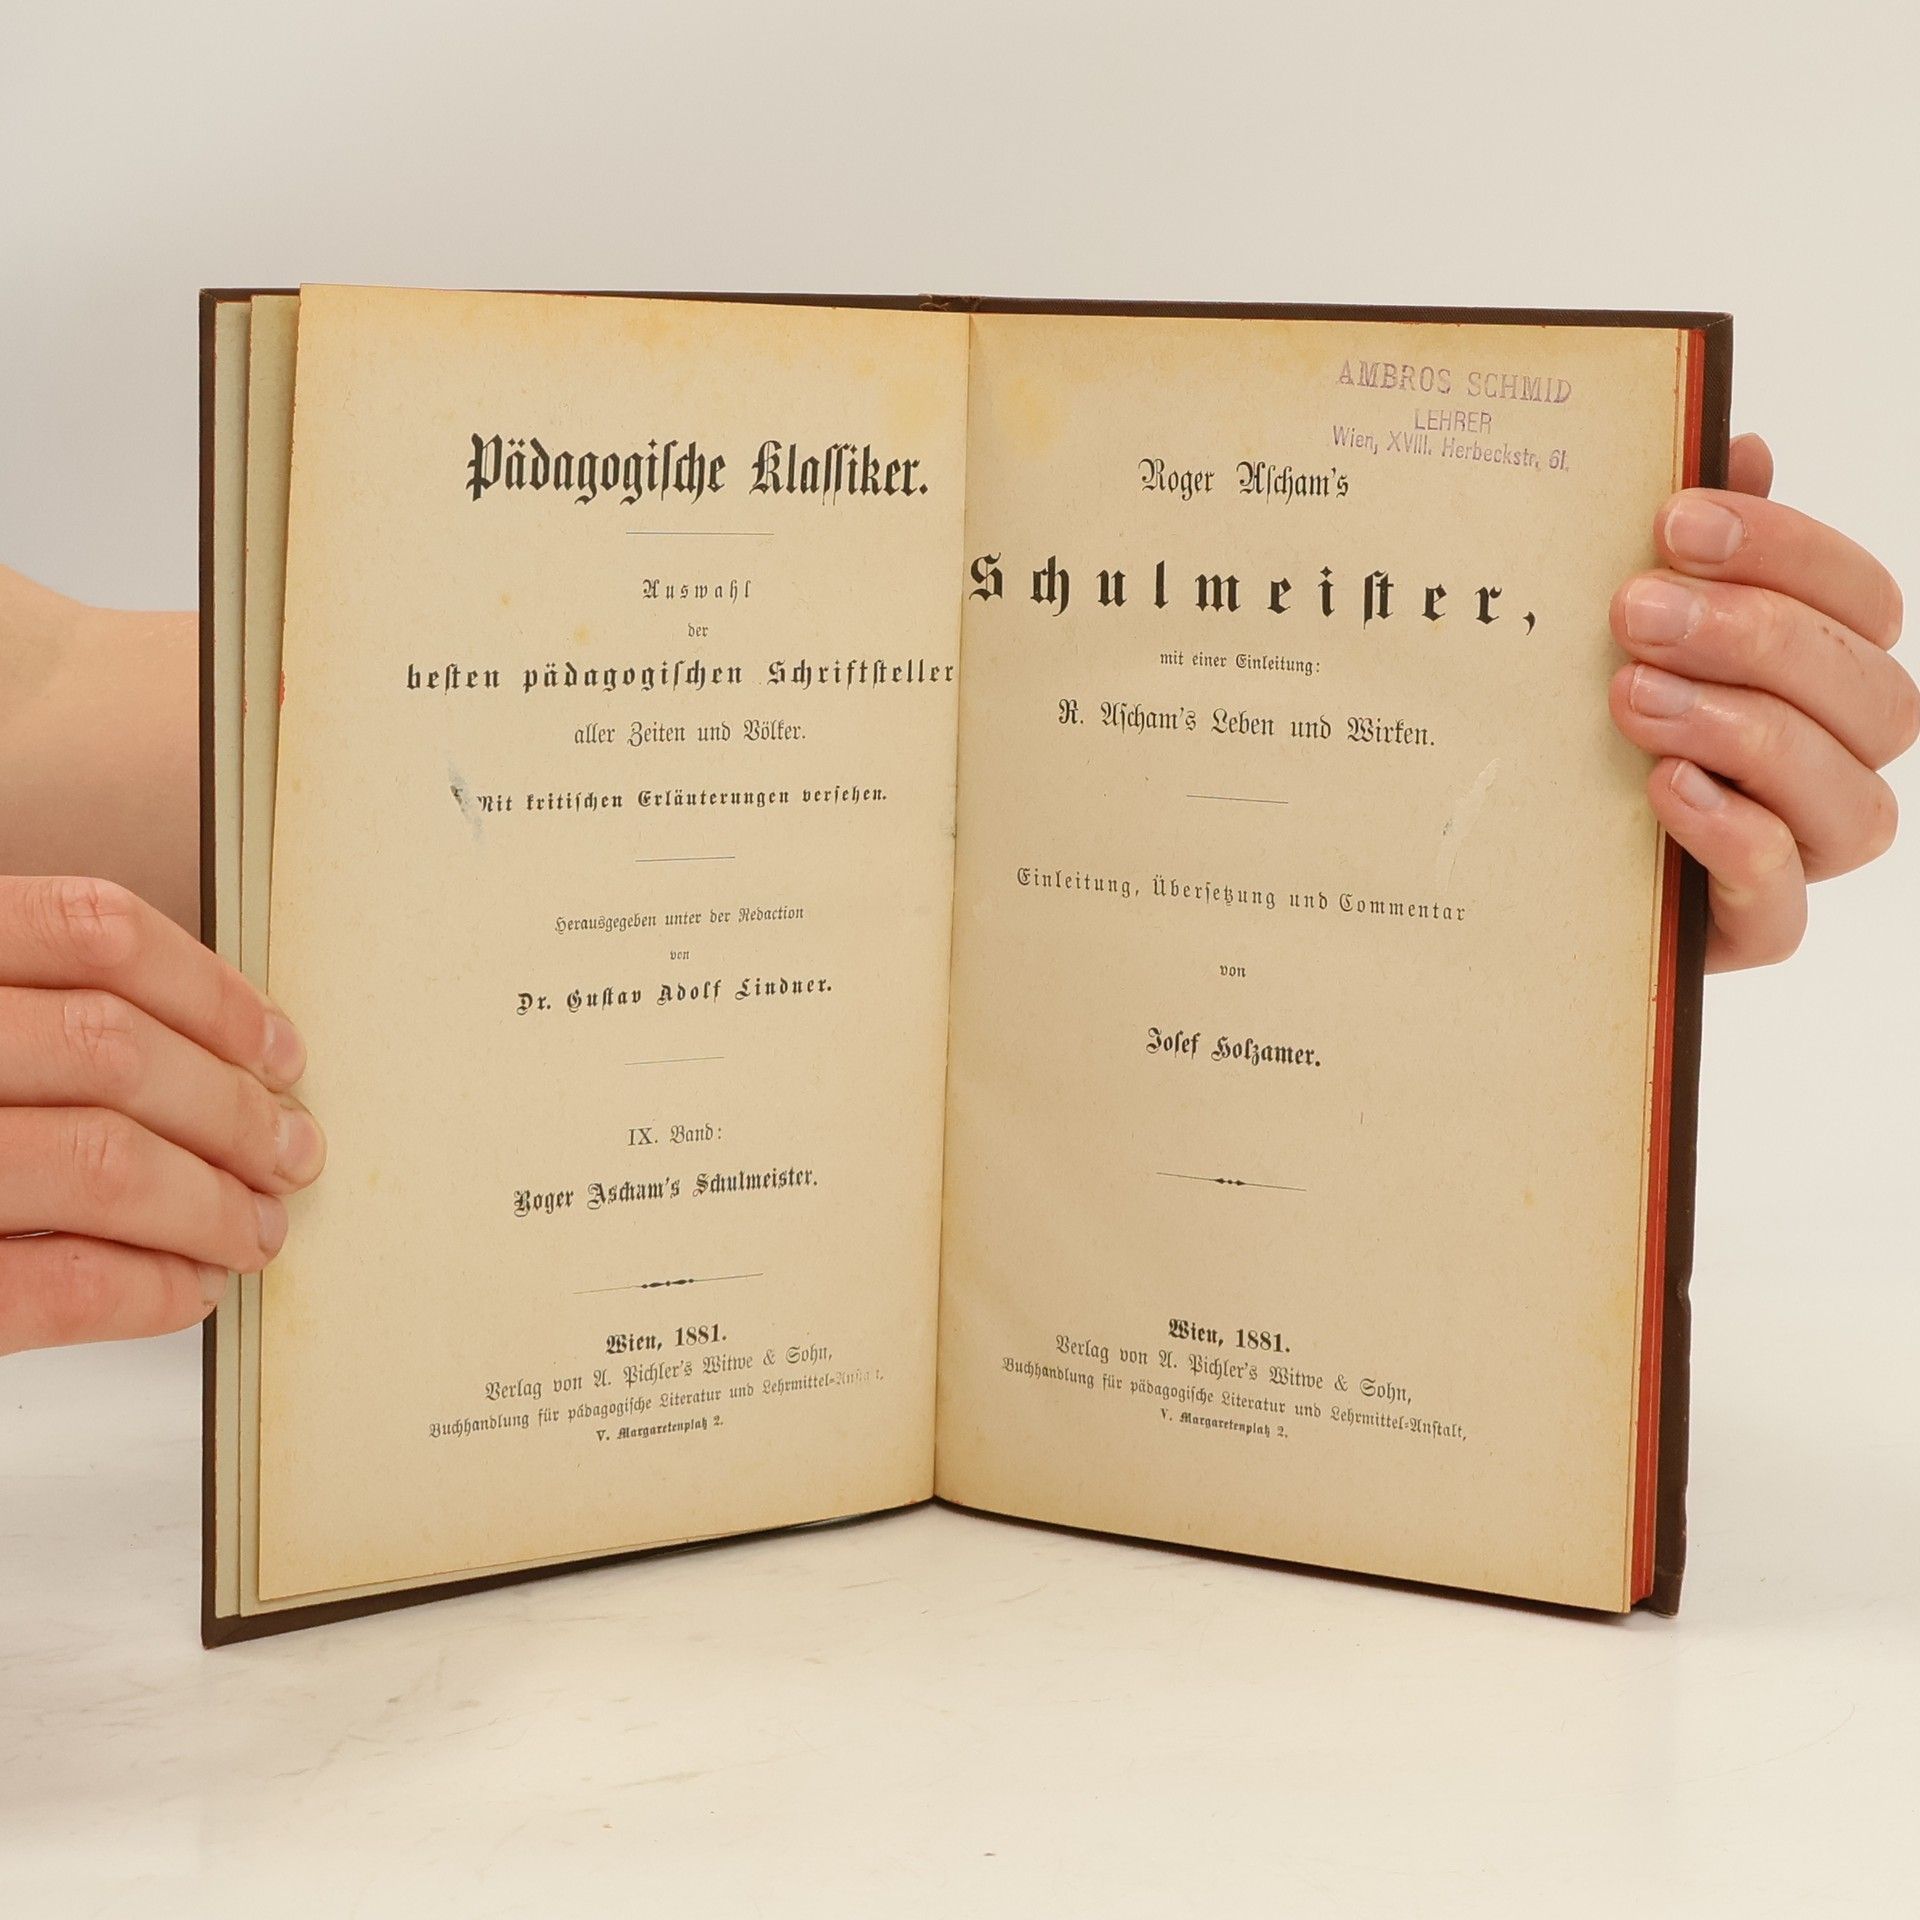 Pädagogische Klassiker.
Auswahl
der
besten pädagogischen Schriftsteller
aller Zeiten und Völker.
Mit kritischen Erläuterungen versehen.
Herausgegeben unter der Redaction
von
Dr. Gustav Adolf Lindner.
IX. Band:
Roger Ascham's Schulmeister.
Wien, 1881.
Verlag von A. Pichler's Witwe & Sohn,
Buchhandlung für pädagogische Literatur und Lehrmittel-Anstalt,
V. Margaretenplatz 2.
AMBROS SCHMID
LEHRER
Wien, XVIII. Herbeckstr. 61.
Roger Ascham's
Schulmeister,
mit einer Einleitung:
R. Ascham's Leben und Wirken.
Einleitung, Übersetzung und Commentar
von
Josef Holzamer.
Wien, 1881.
Verlag von A. Pichler's Witwe & Sohn,
Buchhandlung für pädagogische Literatur und Lehrmittel-Anstalt,
V. Margaretenplatz 2.